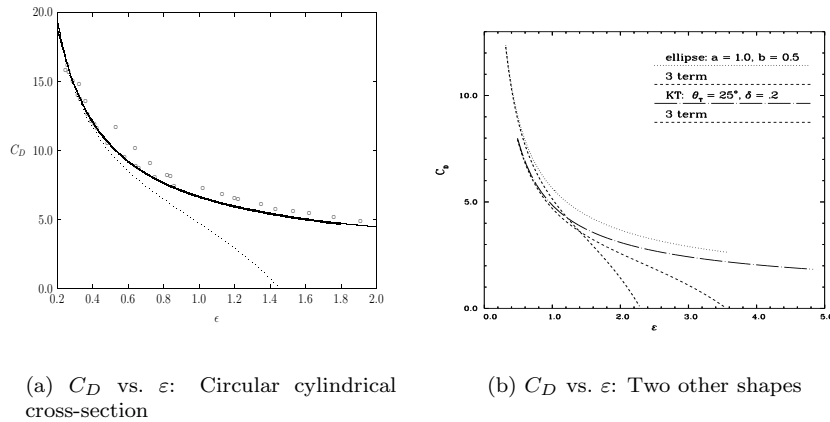 20.0
15.0
10.0
5.0
0.0
C_D
0.2 0.4 0.6 0.8 1.0 1.2 1.4 1.6 1.8 2.0
ϵ
ellipse: a = 1.0, b = 0.5
3 term
KT: θ_T = 25°, δ = .2
3 term
10.0
5.0
0.0
C_D
0.0 1.0 2.0 3.0 4.0 5.0
ε
(a) C_D vs. ε: Circular cylindrical
cross-section
(b) C_D vs. ε: Two other shapes